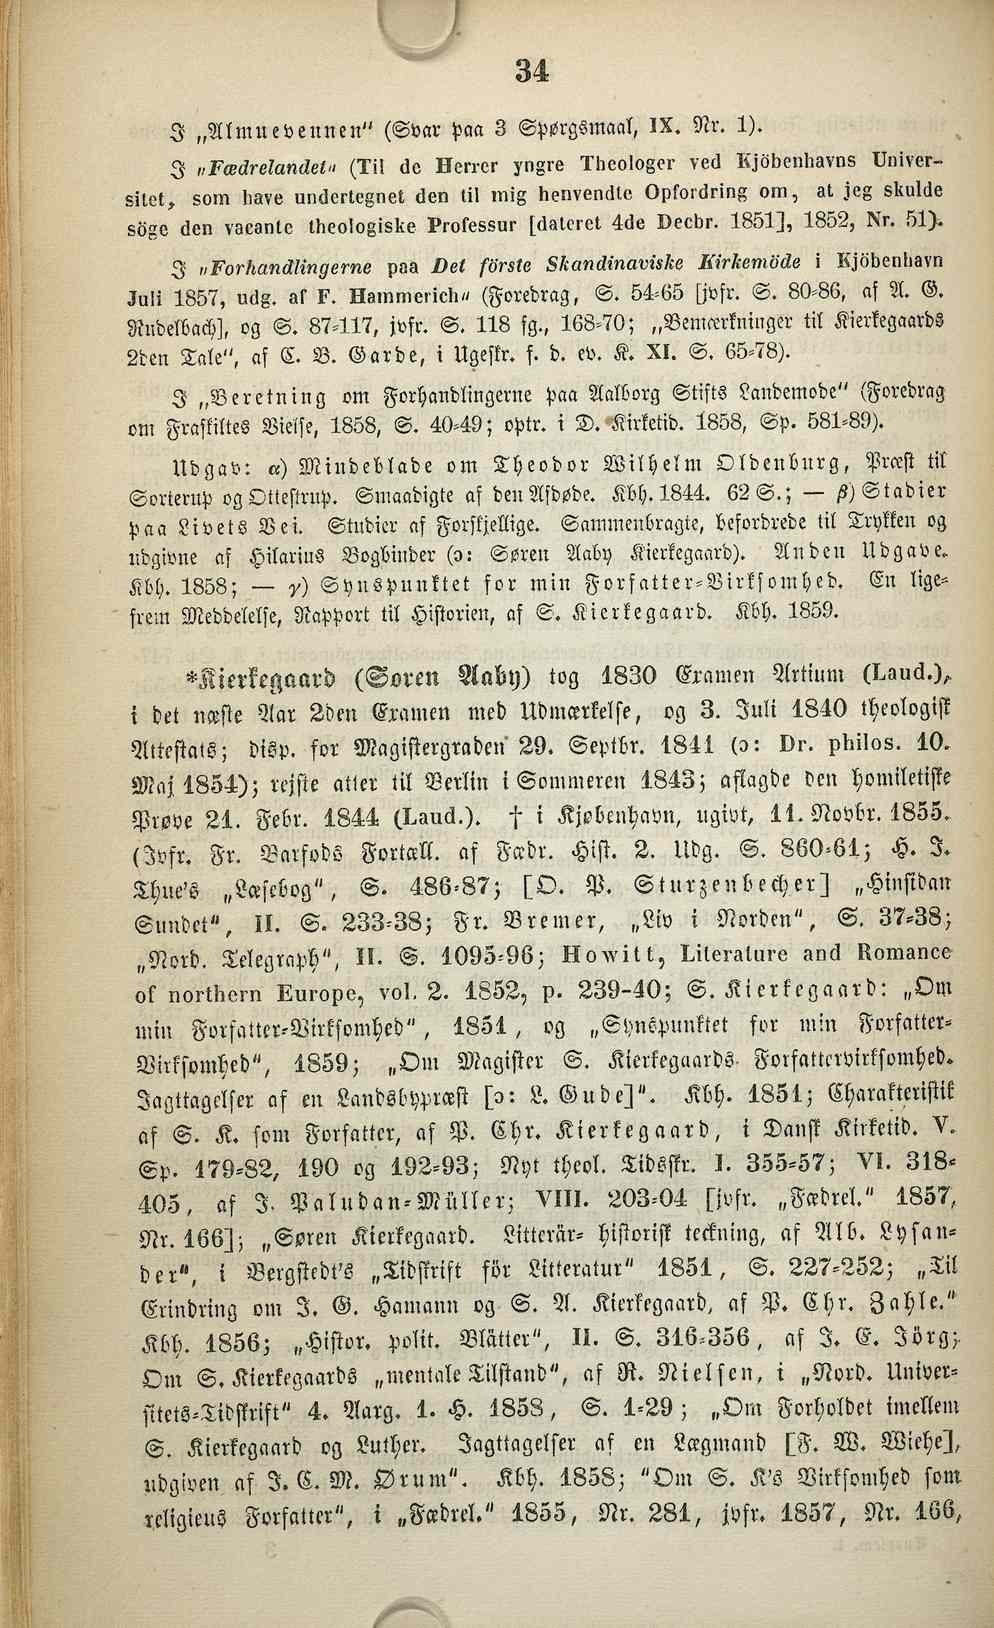 34
I „Almuevennen" (Svar paa 3 Spørgsmaal, IX. Nr. 1).
I „Fædrelandet„ (Til de Herrer yngre Theologer ved Kjöbenhavns Univer-
sitet, som have undertegnet den til mig henvendte Opfordring om, at jeg skulde
söge den vacante theologiske Professur [dateret 4de Decbr. 1851], 1852, Nr. 51).
I „Forhandlingerne paa Det förste Skandinaviske Kirkemöde i Kjöbenhavn
Juli 1857, udg. af F. Hammerich„ (Foredrag, S. 54-65 [jvfr. S. 80-86, af A. G.
Rudelbach], og S. 87-117, jvfr. S. 118 fg., 168-70; „Bemærkninger til Kierkegaards
2den Tale", af C. B. Garde, i Ugeskr. f. d. ev. K. XI. S. 65-78).
I „Beretning om Forhandlingerne paa Aalborg Stifts Landemode" (Foredrag
om Fraskiltes Vielse, 1858, S. 40-49; optr. i D. Kirketid. 1858, Sp. 581-89).
Udgav: α) Mindeblade om Theodor Wilhelm Oldenburg, Præst til
Sorterup og Ottestrup. Smaadigte af den Afdøde. Kbh. 1844. 62 S.; — β) Stadier
paa Livets Vei. Studier af Forskjellige. Sammenbragte, befordrede til Trykken og
udgivne af Hilarius Bogbinder (ɔ: Søren Aaby Kierkegaard). Anden Udgave.
Kbh. 1858; — γ) Synspunktet for min Forfatter-Virksomhed. En lige-
frem Meddelelse, Rapport til Historien, af S. Kierkegaard. Kbh. 1859.
*Kierkegaard (Søren Aaby) tog 1830 Examen Artium (Laud.),
i det næste Aar 2den Examen med Udmærkelse, og 3. Juli 1840 theologisk
Attestats; disp. for Magistergraden 29. Septbr. 1841 (ɔ: Dr. philos. 10.
Maj 1854); rejste atter til Berlin i Sommeren 1843; aflagde den homiletiske
Prøve 21. Febr. 1844 (Laud.). † i Kjøbenhavn, ugivt, 11. Novbr. 1855.
(Jvfr. Fr. Barfods Fortæll. af Fædr. Hist. 2. Udg. S. 860-61; H. J.
Thue's „Læsebog", S. 486-87; [O. P. Sturzenbecher] „Hinsidan
Sundet", II. S. 233-38; Fr. Bremer, „Liv i Norden", S. 37-38;
„Nord. Telegraph", II. S. 1095-96; Howitt, Literature and Romance
of northern Europe, vol. 2. 1852, p. 239-40; S. Kierkegaard: „Om
min Forfatter-Virksomhed", 1851, og „Synspunktet for min Forfatter-
Virksomhed", 1859; „Om Magister S. Kierkegaards Forfattervirksomhed.
Jagttagelser af en Landsbypræst [ɔ: L. Gude]". Kbh. 1851; Charakteristik
af S. K. som Forfatter, af P. Chr. Kierkegaard, i Dansk Kirketid. V.
Sp. 179-82, 190 og 192-93; Nyt theol. Tidsskr. I. 355-57; VI. 318-
405, af J. Paludan-Müller; VIII. 203-04 [jvfr. „Fædrel." 1857,
Nr. 166]; „Søren Kierkegaard. Litterär-historisk teckning, af Alb. Lysan-
der", i Bergstedt's „Tidskrift för Litteratur" 1851, S. 227-252; „Til
Erindring om J. G. Hamann og S. A. Kierkegaard, af P. Chr. Zahle."
Kbh. 1856; „Histor. polit. Blätter", II. S. 316-356, af J. E. Jörg;
Om S. Kierkegaards „mentale Tilstand", af R. Nielsen, i „Nord. Univer-
sitets-Tidskrift" 4. Aarg. 1. H. 1858, S. 1-29; „Om Forholdet imellem
S. Kierkegaard og Luther. Jagttagelser af en Lægmand [F. W. Wiehe],
udgiven af J. C. M. Ørum". Kbh. 1858; "Om S. K's Virksomhed som
religieus Forfatter", i „Fædrel." 1855, Nr. 281, jvfr. 1857, Nr. 166,